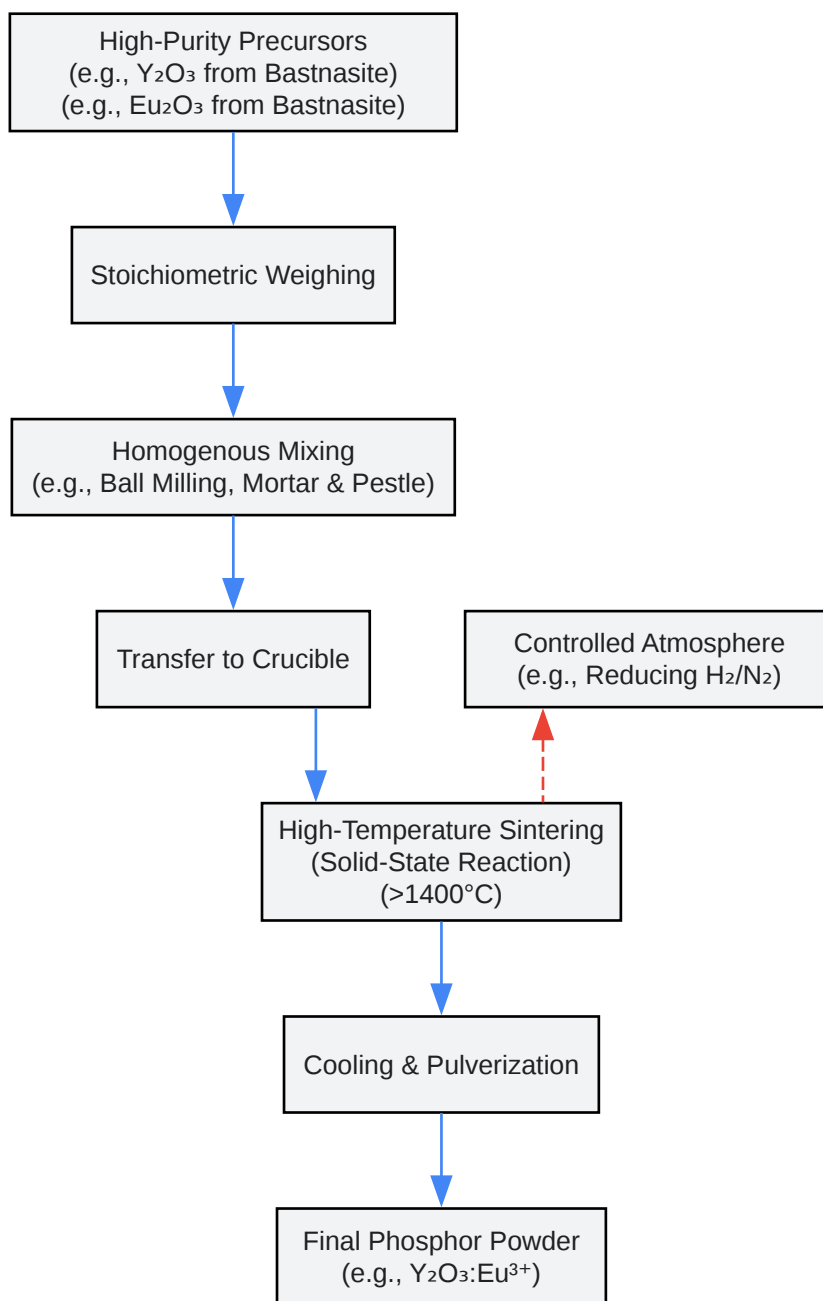 High-Purity Precursors
(e.g., Y₂O₃ from Bastnasite)
(e.g., Eu₂O₃ from Bastnasite)
Stoichiometric Weighing
Homogenous Mixing
(e.g., Ball Milling, Mortar & Pestle)
Transfer to Crucible
Controlled Atmosphere
(e.g., Reducing H₂/N₂)
High-Temperature Sintering
(Solid-State Reaction)
(>1400°C)
Cooling & Pulverization
Final Phosphor Powder
(e.g., Y₂O₃:Eu³⁺)